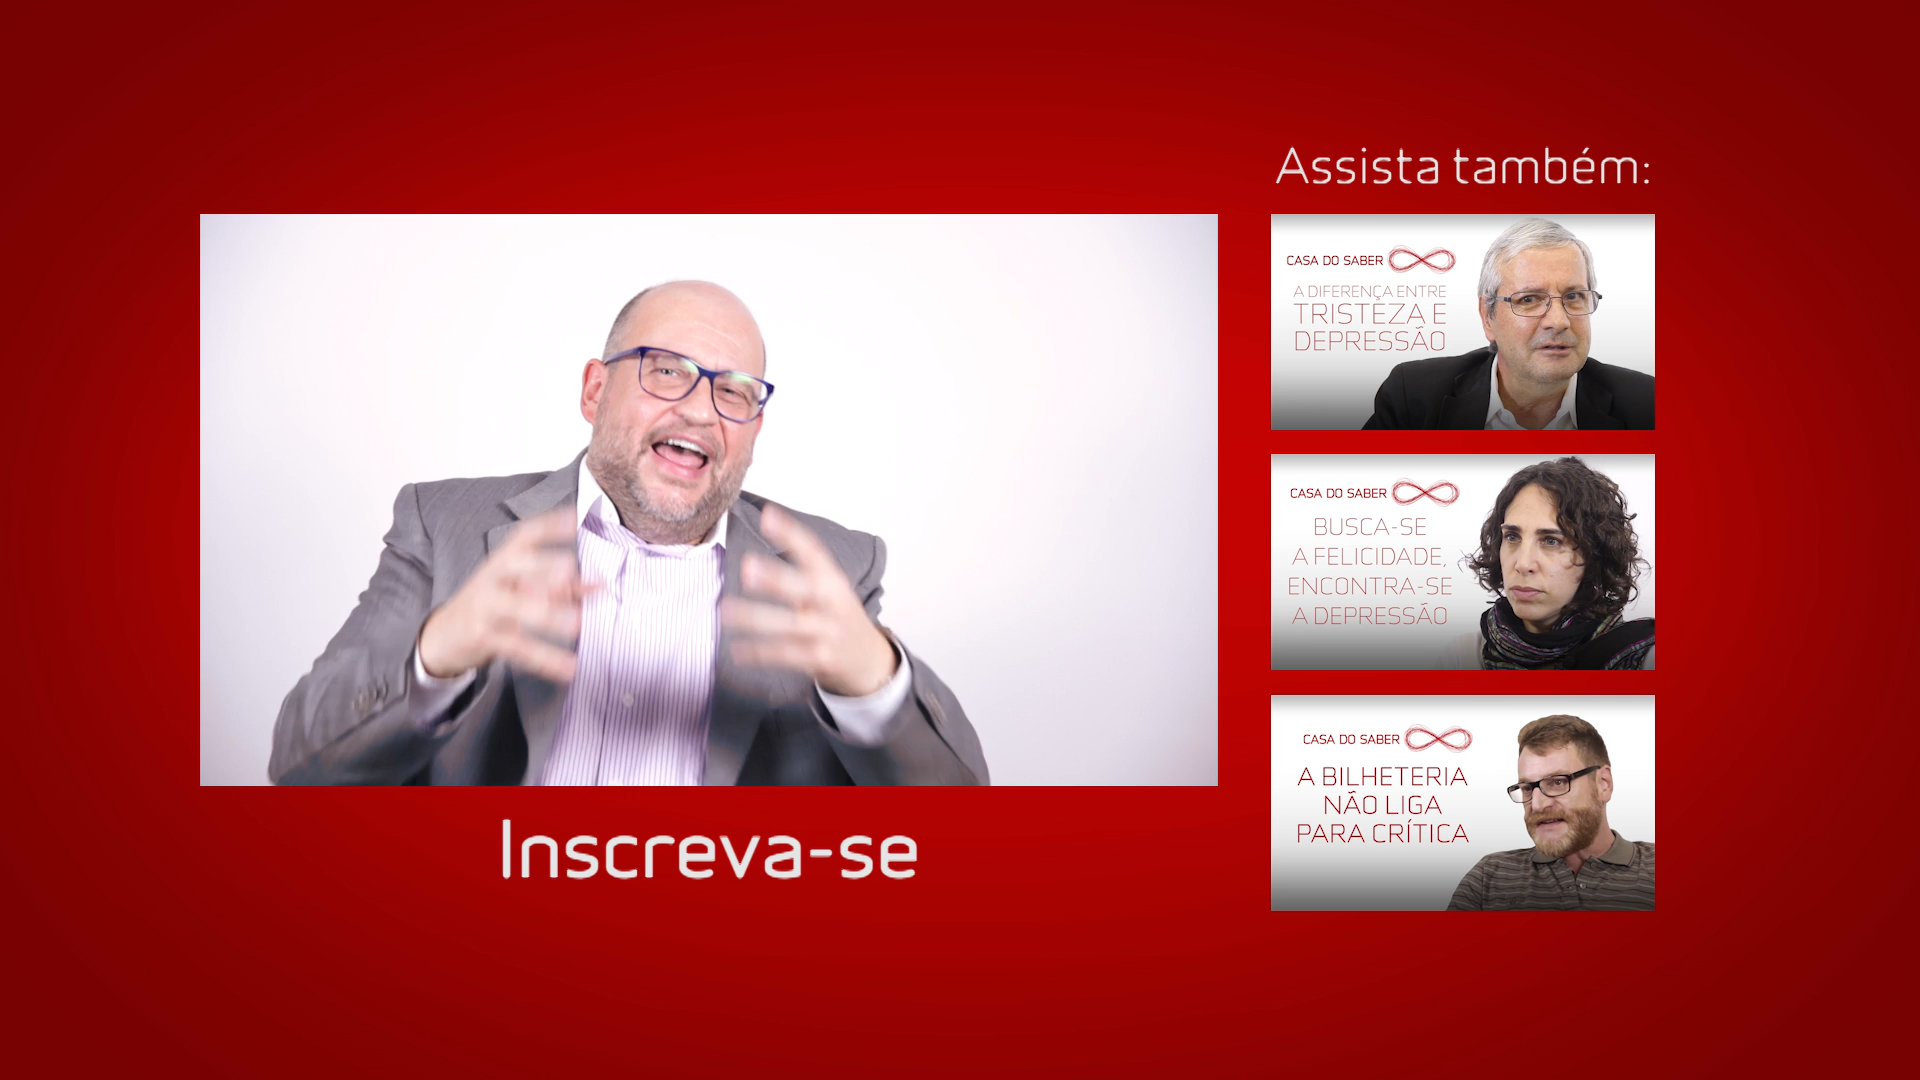 Assista também:
CASA DO SABER
A DIFERENÇA ENTRE
TRISTEZA E
DEPRESSÃO
CASA DO SABER
BUSCA-SE
A FELICIDADE,
ENCONTRA-SE
A DEPRESSÃO
CASA DO SABER
A BILHETERIA
NÃO LIGA
PARA CRÍTICA
Inscreva-se